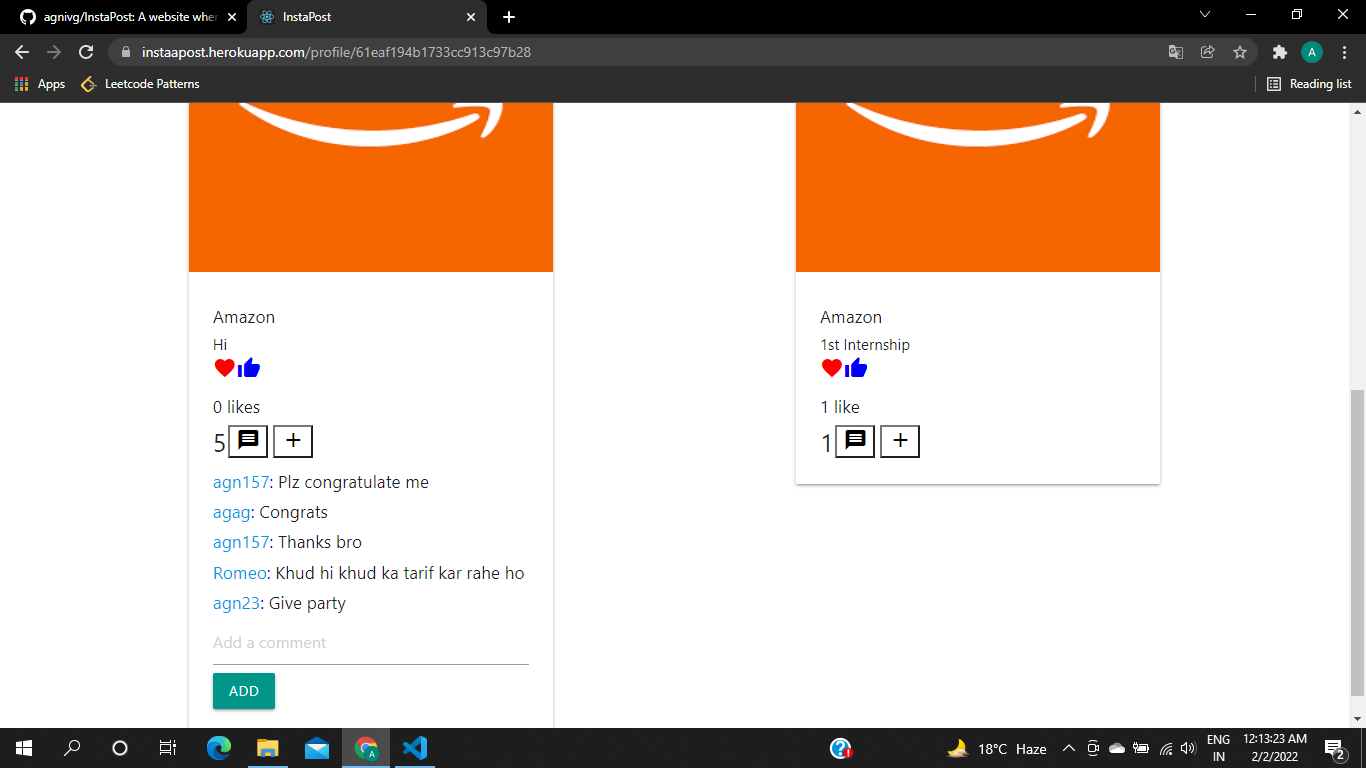 agnivg/InstaPost: A website wher
InstaPost
instaapost.herokuapp.com/profile/61eaf194b1733cc913c97b28
A
Apps
Leetcode Patterns
Reading list
Amazon
Hi
0 likes
5
agn157: Plz congratulate me
agag: Congrats
agn157: Thanks bro
Romeo: Khud hi khud ka tarif kar rahe ho
agn23: Give party
Add a comment
ADD
Amazon
1st Internship
1 like
1
18°C Haze
ENG
IN
12:13:23 AM
2/2/2022
2